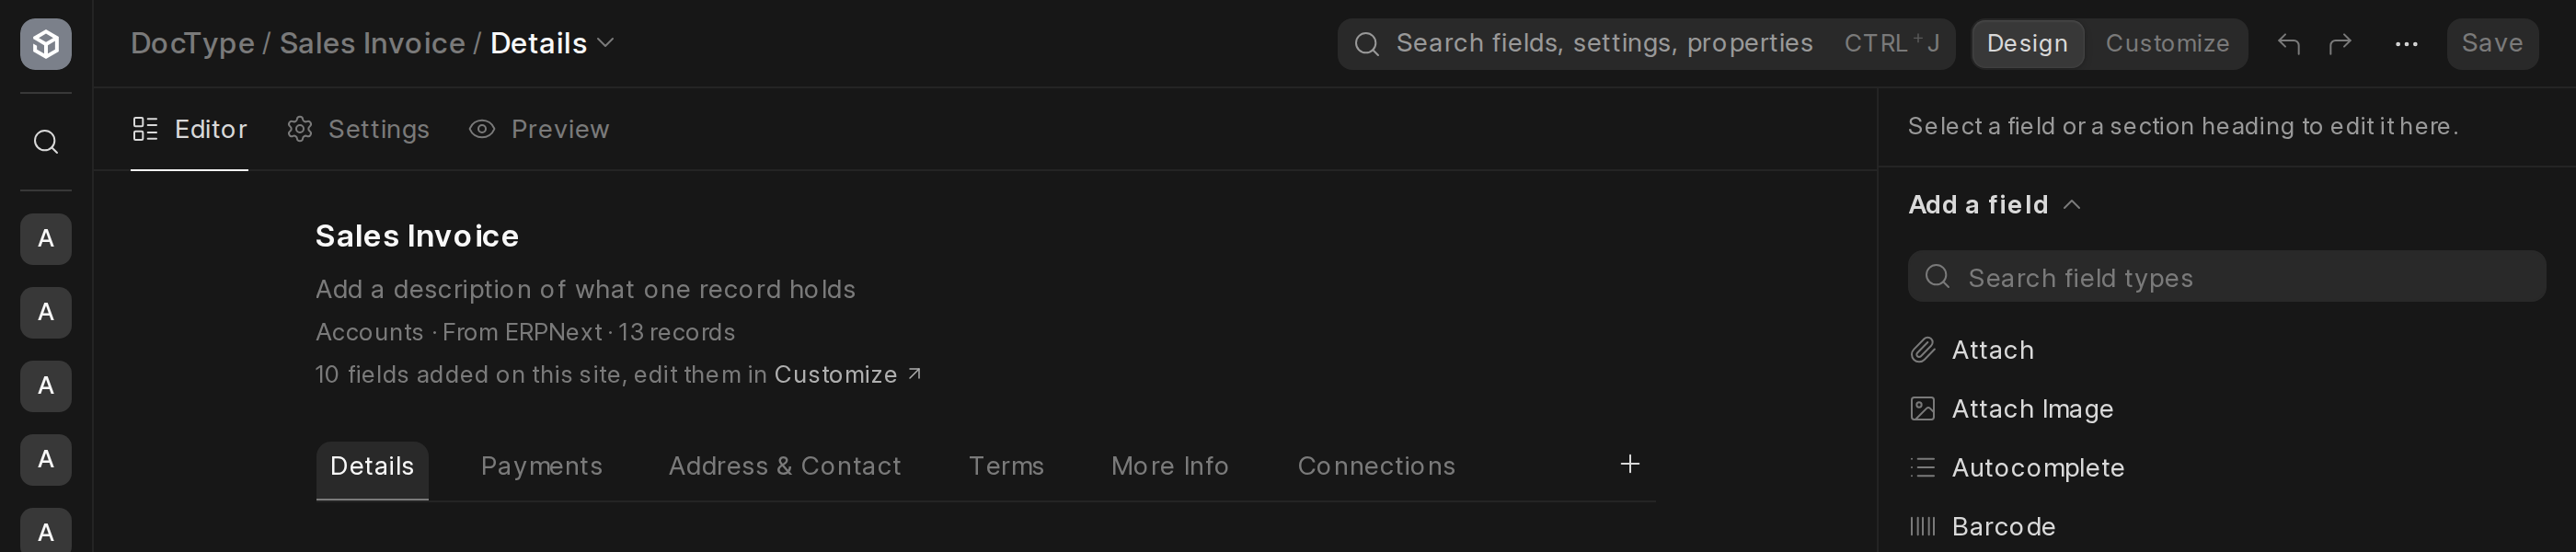 DocType / Sales Invoice / Details
Search fields, settings, properties CTRL+J
Design
Customize
Save
Editor
Settings
Preview
Select a field or a section heading to edit it here.
Add a field
Search field types
Attach
Attach Image
Autocomplete
Barcode
Sales Invoice
Add a description of what one record holds
Accounts · From ERPNext · 13 records
10 fields added on this site, edit them in Customize ↗
Details
Payments
Address & Contact
Terms
More Info
Connections
+
A
A
A
A
A